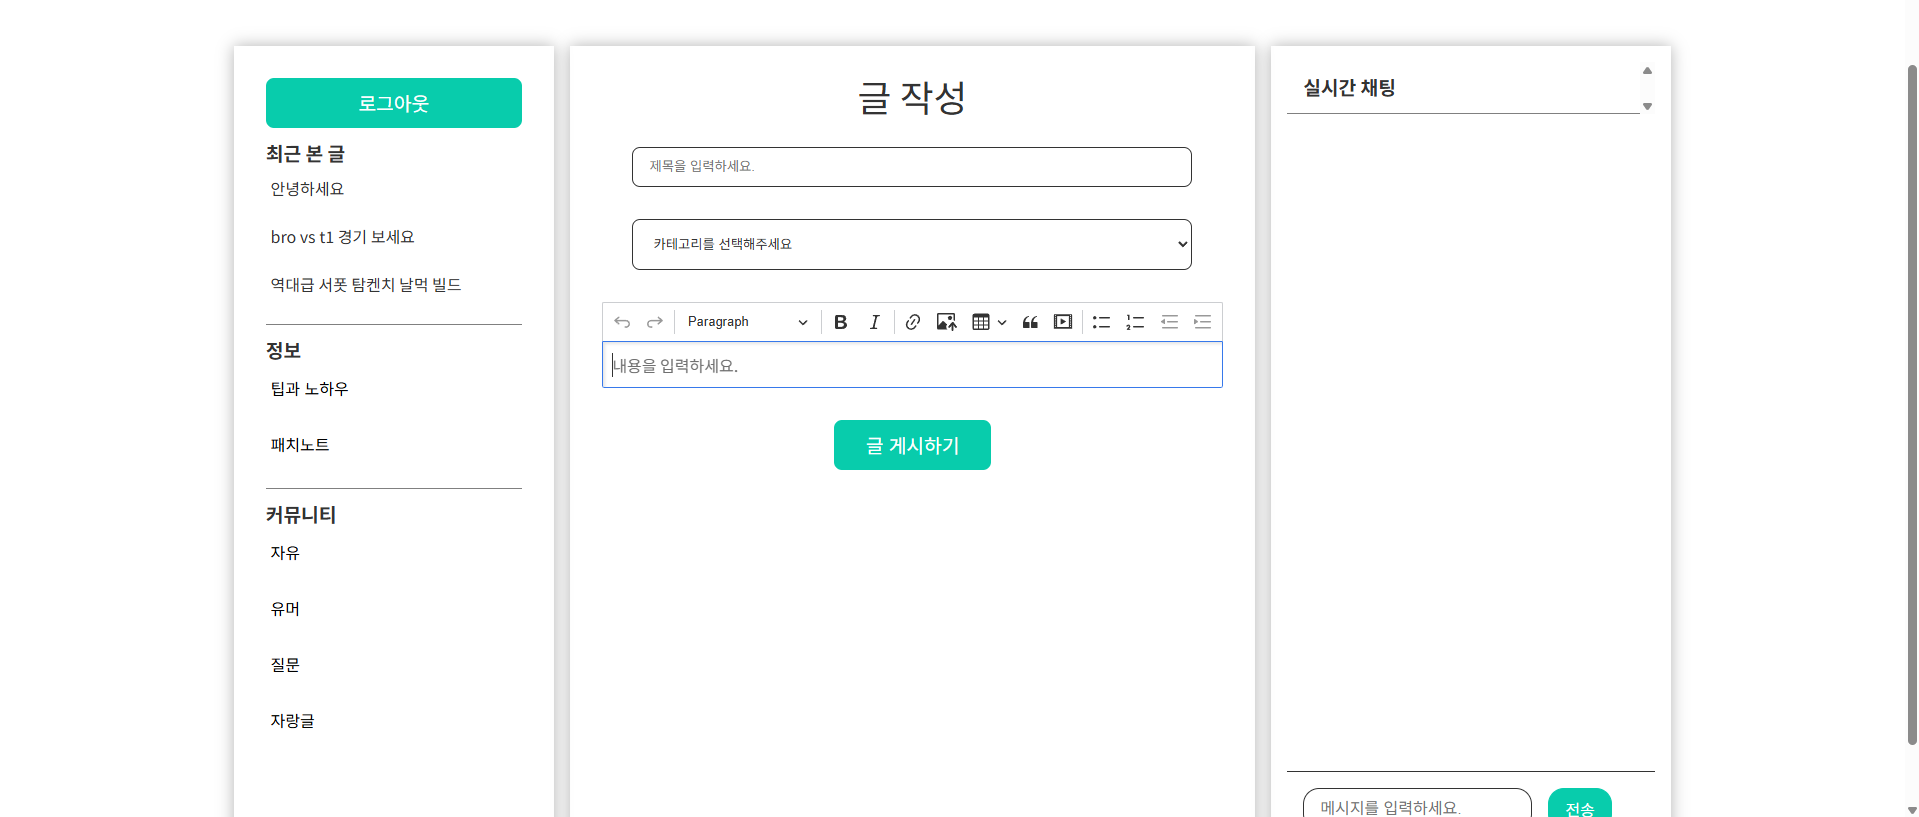 로그아웃
최근 본 글
안녕하세요
bro vs t1 경기 보세요
역대급 서폿 탐켄치 날먹 빌드
정보
팁과 노하우
패치노트
커뮤니티
자유
유머
질문
자랑글
글 작성
제목을 입력하세요.
카테고리를 선택해주세요
Paragraph
내용을 입력하세요.
글 게시하기
실시간 채팅
메시지를 입력하세요.
전송